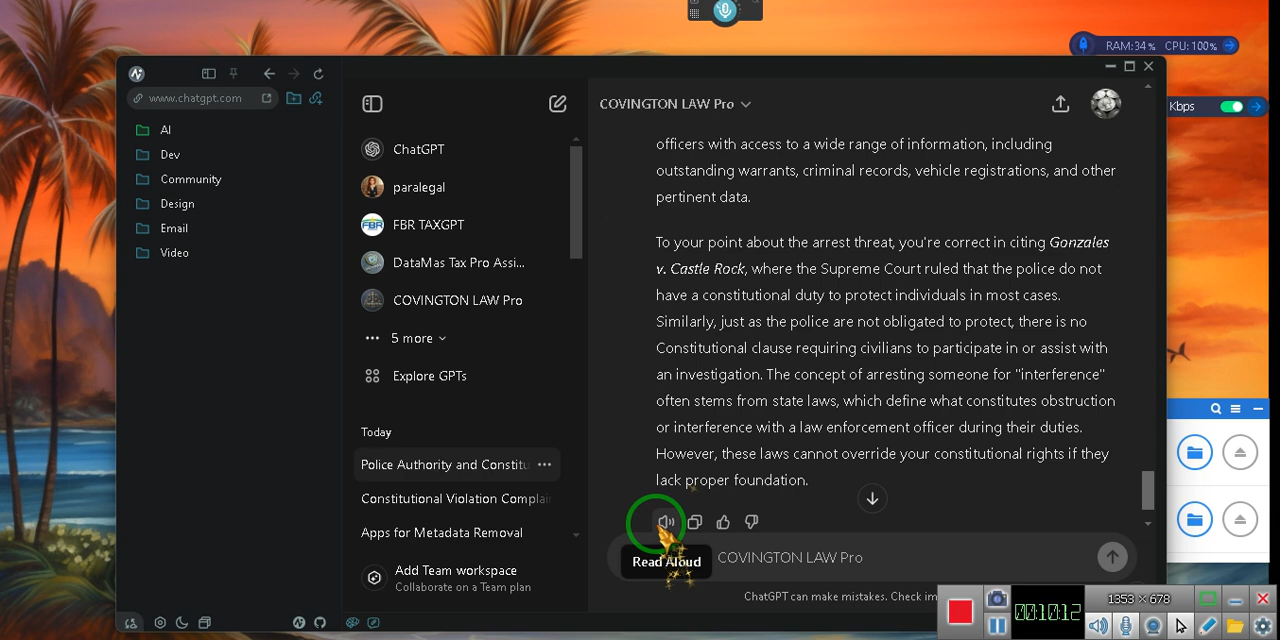 RAM:34% CPU:100%
www.chatgpt.com
AI
Dev
Community
Design
Email
Video
ChatGPT
paralegal
FBR TAXGPT
DataMas Tax Pro Assi...
COVINGTON LAW Pro
5 more
Explore GPTs
Today
Police Authority and Constitu
Constitutional Violation Complai
Apps for Metadata Removal
Add Team workspace
Collaborate on a Team plan
COVINGTON LAW Pro
officers with access to a wide range of information, including
outstanding warrants, criminal records, vehicle registrations, and other
pertinent data.
To your point about the arrest threat, you're correct in citing Gonzales
v. Castle Rock, where the Supreme Court ruled that the police do not
have a constitutional duty to protect individuals in most cases.
Similarly, just as the police are not obligated to protect, there is no
Constitutional clause requiring civilians to participate in or assist with
an investigation. The concept of arresting someone for "interference"
often stems from state laws, which define what constitutes obstruction
or interference with a law enforcement officer during their duties.
However, these laws cannot override your constitutional rights if they
lack proper foundation.
Read Aloud
COVINGTON LAW Pro
ChatGPT can make mistakes. Check im
Kbps
FBR
00:10:12
1353 × 678